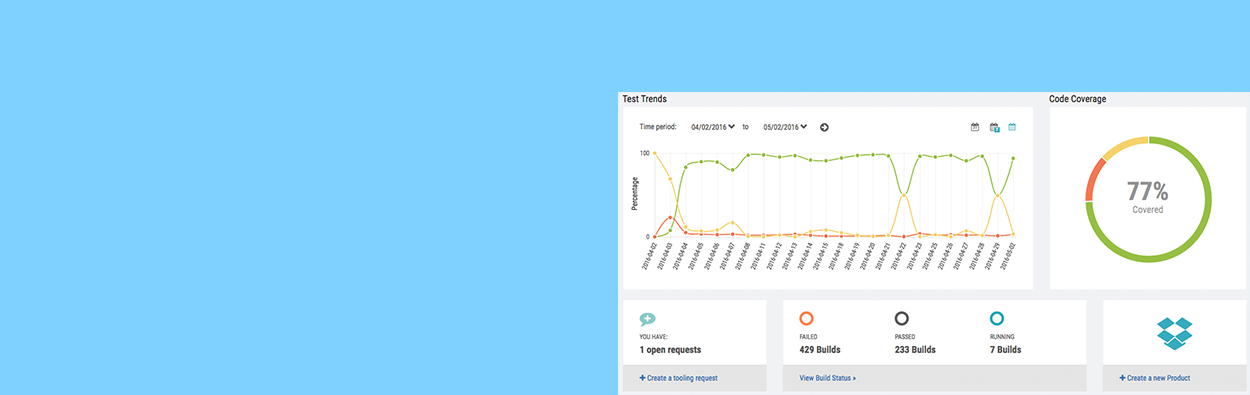 Test Trends
Code Coverage
Time period: 04/02/2016 to 05/02/2016
100
Percentage
0
2016-04-02 2016-04-03 2016-04-04 2016-04-05 2016-04-06 2016-04-07 2016-04-08 2016-04-11 2016-04-12 2016-04-13 2016-04-14 2016-04-15 2016-04-19 2016-04-20 2016-04-21 2016-04-22 2016-04-23 2016-04-25 2016-04-26 2016-04-27 2016-04-28 2016-04-29 2016-05-02
77%
Covered
YOU HAVE:
1 open requests
+ Create a tooling request
FAILED PASSED RUNNING
429 Builds 233 Builds 7 Builds
View Build Status »
+ Create a new Product